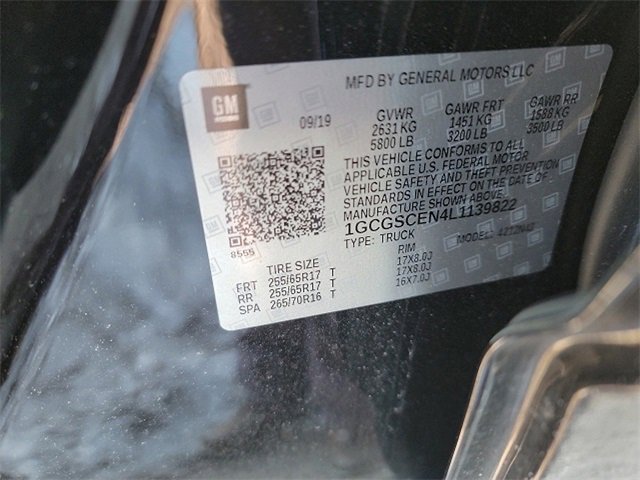 MFD BY GENERAL MOTORS LLC
GM
09/19
GVWR GAWR FRT GAWR RR
2631 KG 1451 KG 1588 KG
5800 LB 3200 LB 3500 LB
THIS VEHICLE CONFORMS TO ALL
APPLICABLE U.S. FEDERAL MOTOR
VEHICLE SAFETY AND THEFT PREVENTION
STANDARDS IN EFFECT ON THE DATE OF
MANUFACTURE SHOWN ABOVE.
1GCGSCEN4L1139822
TYPE: TRUCK MODEL:
8555
TIRE SIZE RIM
FRT 255/65R17 T 17X8.0J
RR 255/65R17 T 17X8.0J
SPA 265/70R16 T 16X7.0J